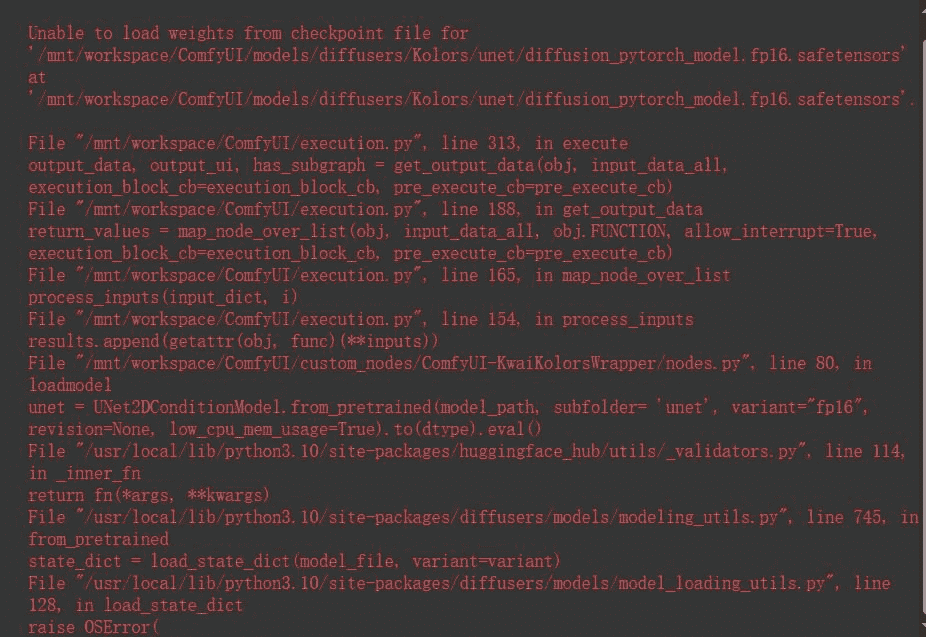 Unable to load weights from checkpoint file for
'/mnt/workspace/ComfyUI/models/diffusers/Kolors/unet/diffusion_pytorch_model.fp16.safetensors'
at
'/mnt/workspace/ComfyUI/models/diffusers/Kolors/unet/diffusion_pytorch_model.fp16.safetensors'.
File "/mnt/workspace/ComfyUI/execution.py", line 313, in execute
output_data, output_ui, has_subgraph = get_output_data(obj, input_data_all,
execution_block_cb=execution_block_cb, pre_execute_cb=pre_execute_cb)
File "/mnt/workspace/ComfyUI/execution.py", line 188, in get_output_data
return_values = map_node_over_list(obj, input_data_all, obj.FUNCTION, allow_interrupt=True,
execution_block_cb=execution_block_cb, pre_execute_cb=pre_execute_cb)
File "/mnt/workspace/ComfyUI/execution.py", line 165, in map_node_over_list
process_inputs(input_dict, i)
File "/mnt/workspace/ComfyUI/execution.py", line 154, in process_inputs
results.append(getattr(obj, func)(**inputs))
File "/mnt/workspace/ComfyUI/custom_nodes/ComfyUI-KwaiKolorsWrapper/nodes.py", line 80, in
loadmodel
unet = UNet2DConditionModel.from_pretrained(model_path, subfolder= 'unet', variant="fp16",
revision=None, low_cpu_mem_usage=True).to(dtype).eval()
File "/usr/local/lib/python3.10/site-packages/huggingface_hub/utils/_validators.py", line 114,
in _inner_fn
return fn(*args, **kwargs)
File "/usr/local/lib/python3.10/site-packages/diffusers/models/modeling_utils.py", line 745, in
from_pretrained
state_dict = load_state_dict(model_file, variant=variant)
File "/usr/local/lib/python3.10/site-packages/diffusers/models/model_loading_utils.py", line
128, in load_state_dict
raise OSError(